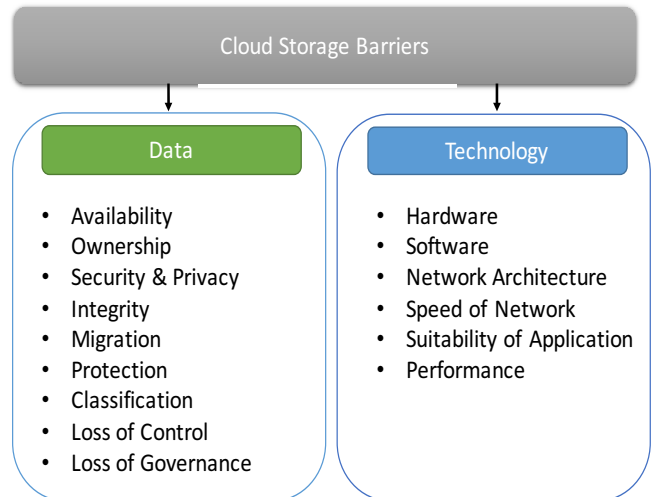 Cloud Storage Barriers
Data
• Availability
• Ownership
• Security & Privacy
• Integrity
• Migration
• Protection
• Classification
• Loss of Control
• Loss of Governance
Technology
• Hardware
• Software
• Network Architecture
• Speed of Network
• Suitability of Application
• Performance